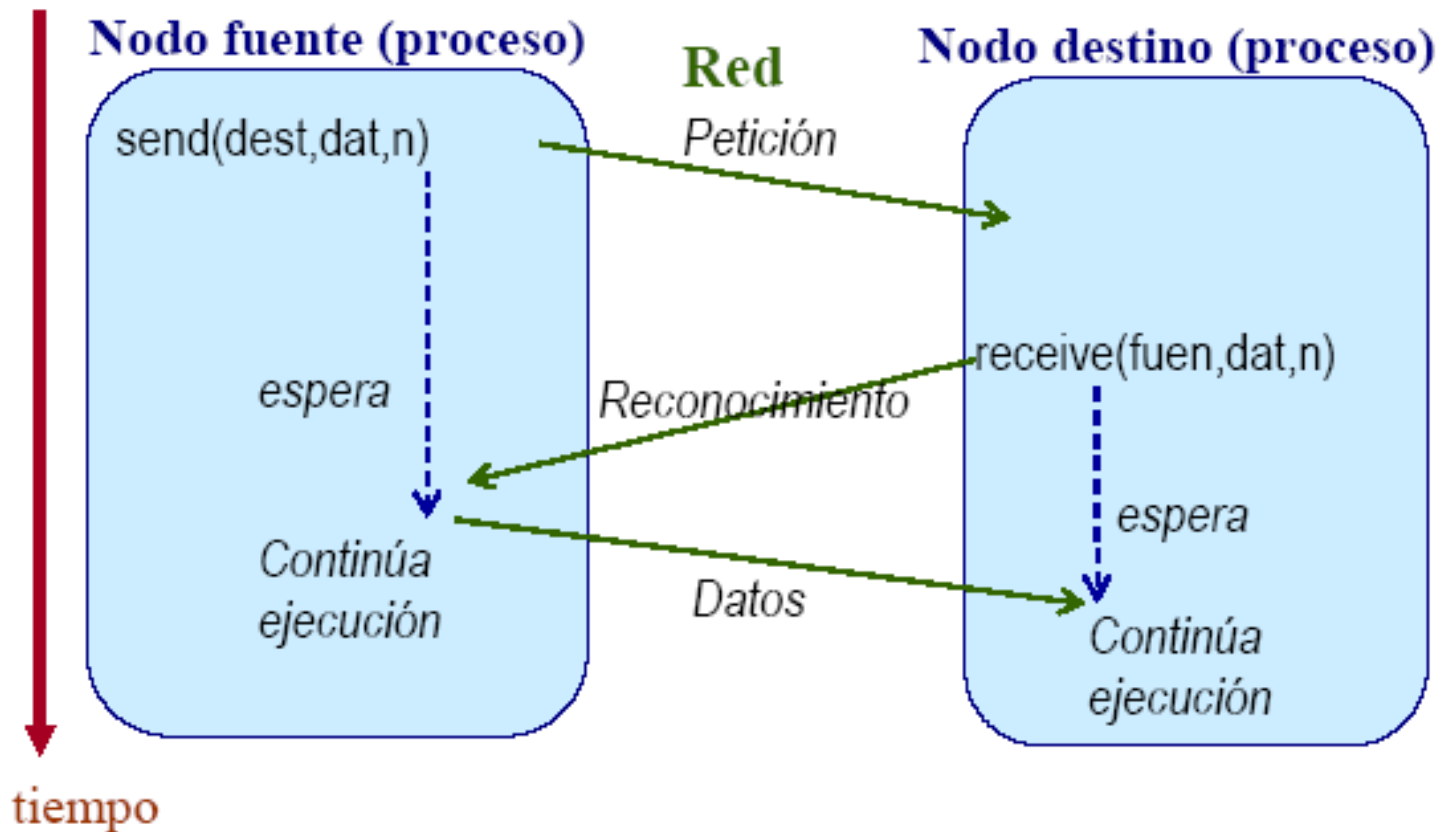 Nodo fuente (proceso)
Red
Nodo destino (proceso)
send(dest,dat,n)
Petición
receive(fuen,dat,n)
espera
Reconocimiento
espera
Continúa
ejecución
Datos
Continúa
ejecución
tiempo